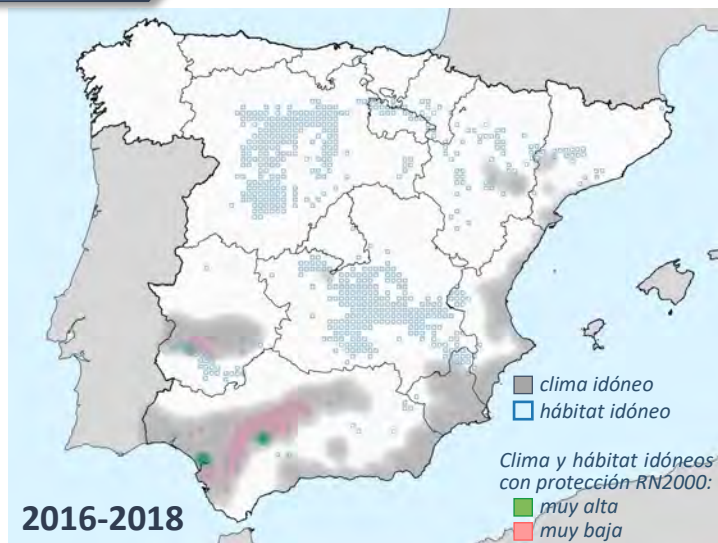 clima idóneo
hábitat idóneo
Clima y hábitat idóneos
con protección RN2000:
muy alta
muy baja
2016-2018